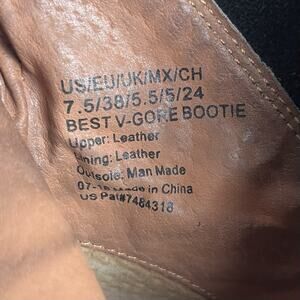 US/EU/UK/MX/CH
7.5/38/5.5/5/24
BEST V-GORE BOOTIE
Upper: Leather
Lining: Leather
Outsole: Man Made
Made in China
US Pat#7484318